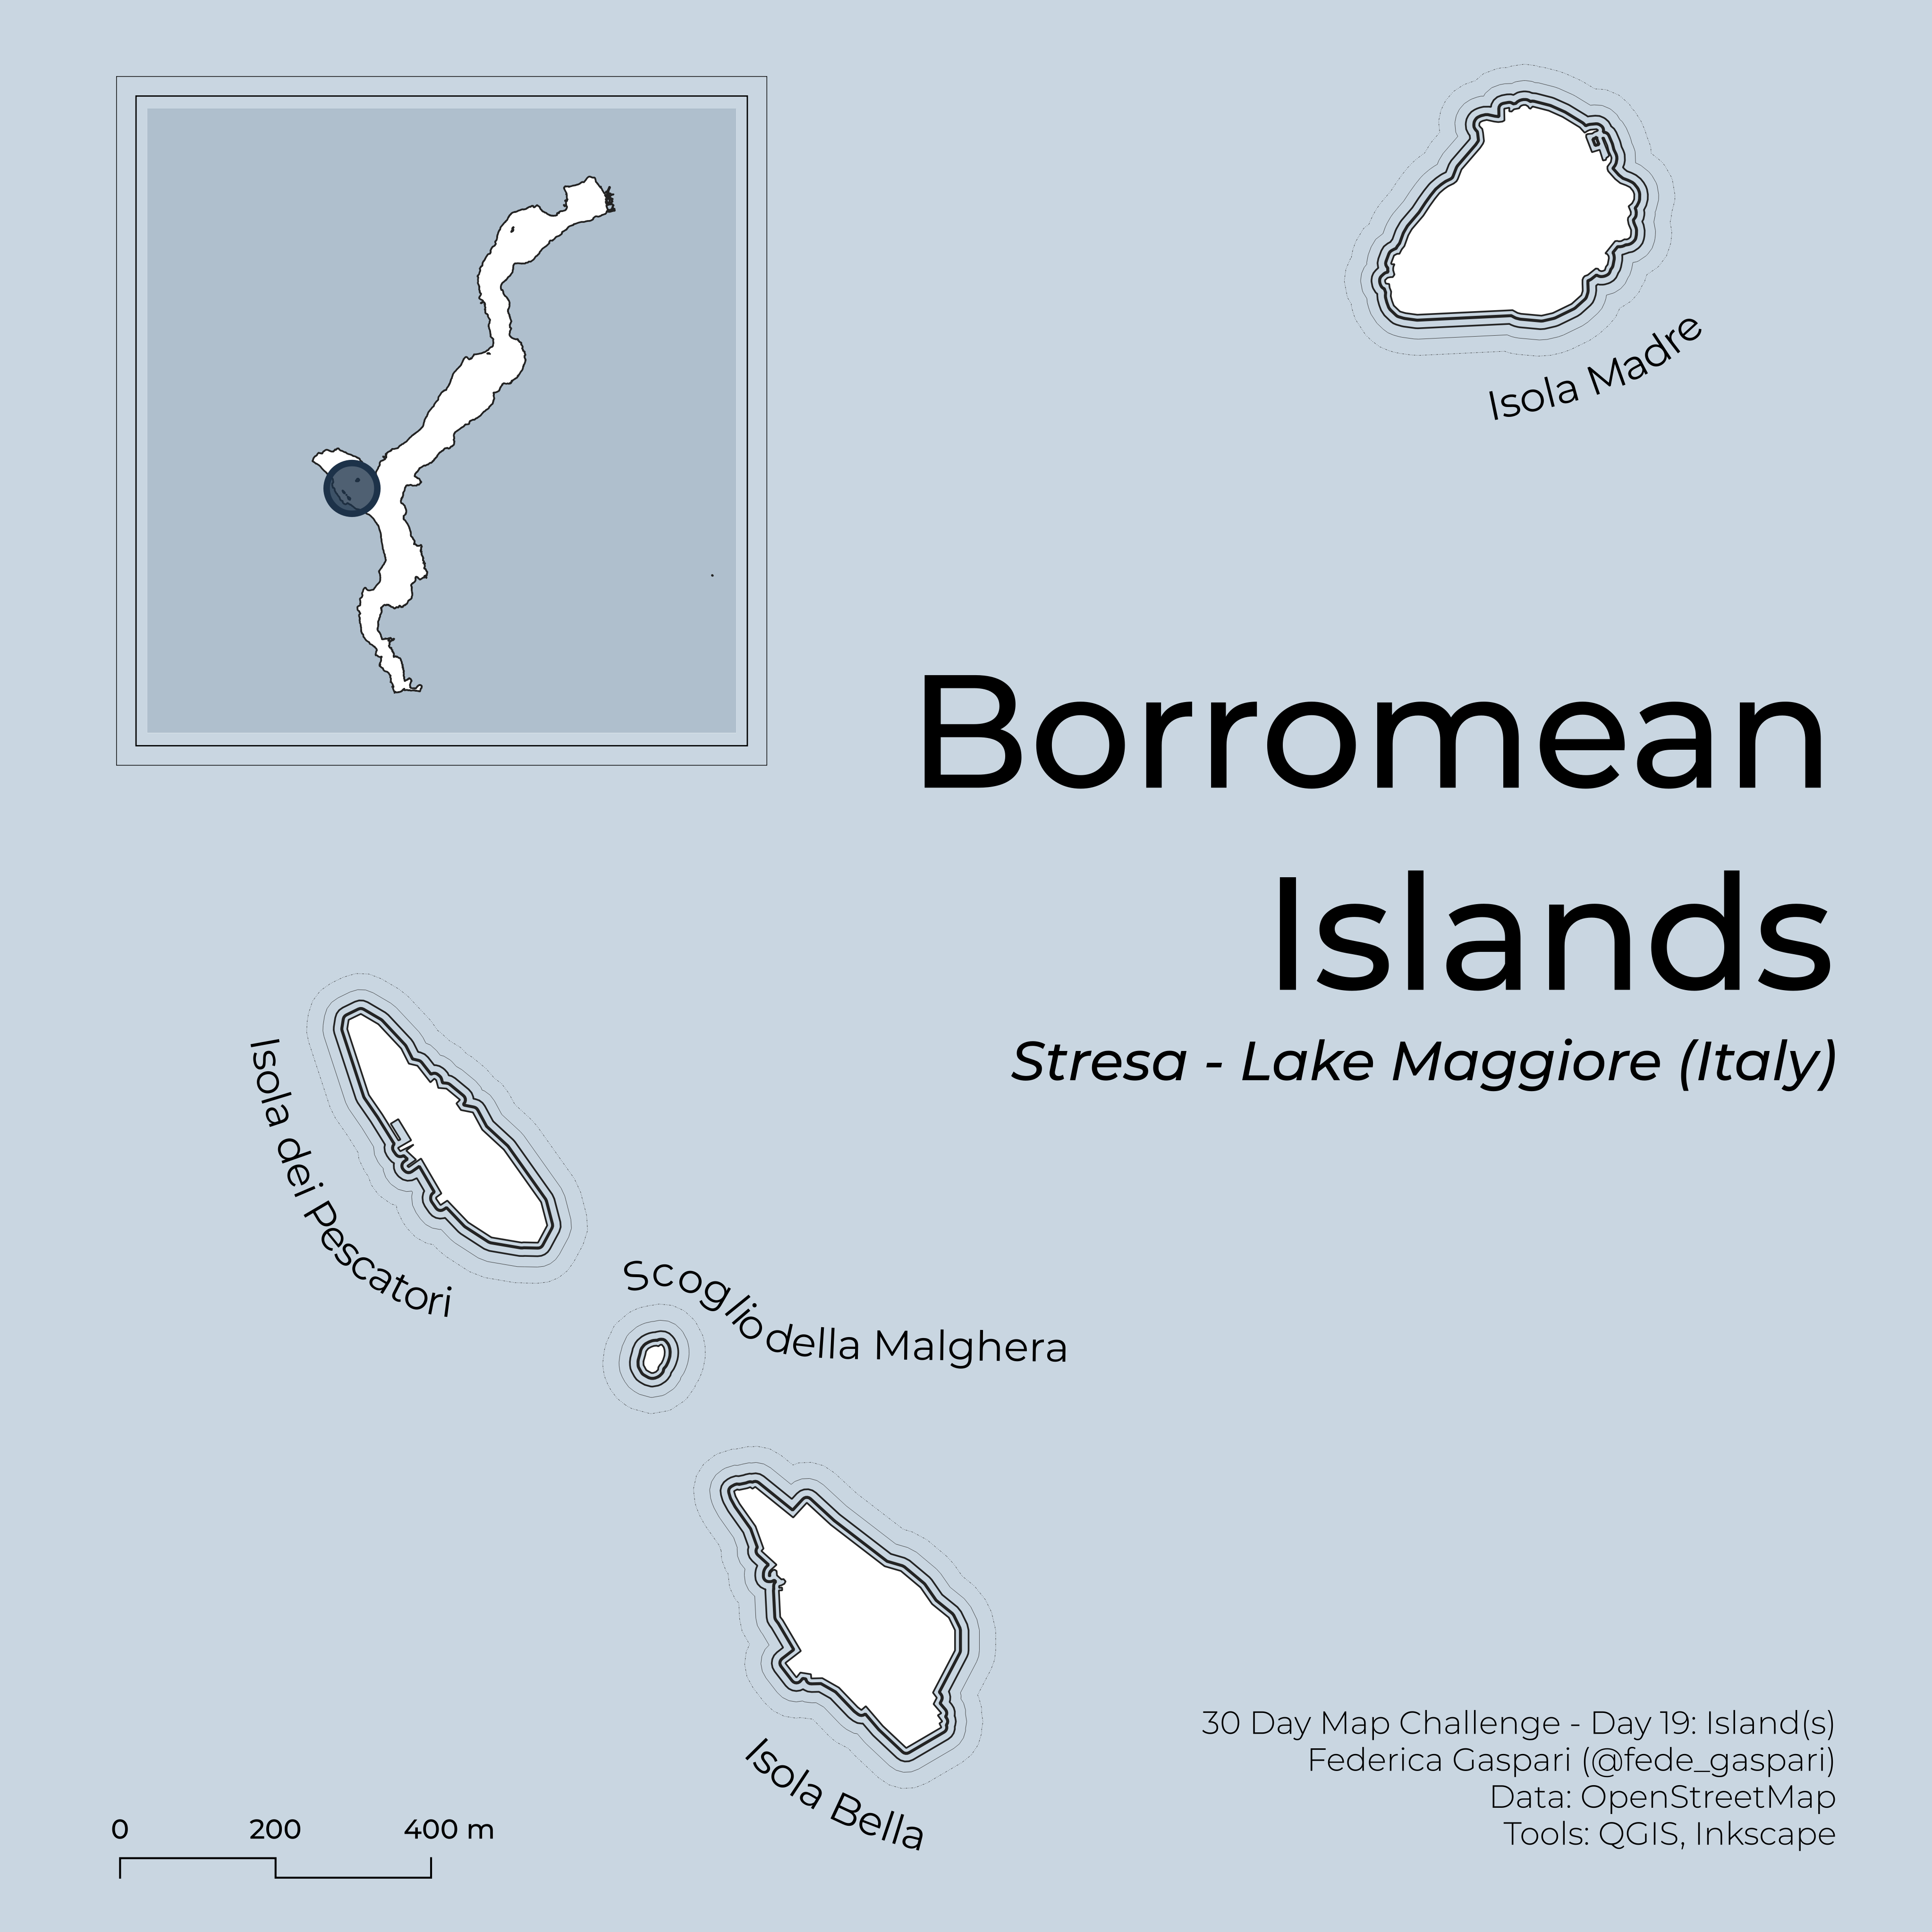 Isola Madre
Borromean
Islands
Stresa - Lake Maggiore (Italy)
Isola dei Pescatori
Scoglio della Malghera
Isola Bella
30 Day Map Challenge - Day 19: Island(s)
Federica Gaspari (@fede_gaspari)
Data: OpenStreetMap
Tools: QGIS, Inkscape
0 200 400 m